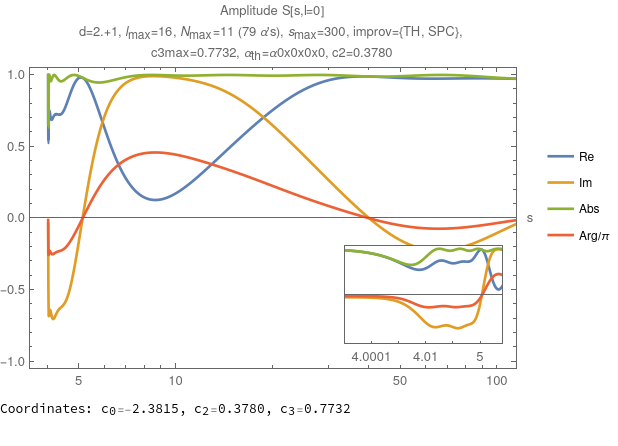 Amplitude S[s,l=0]
d=2.+1, lmax=16, Nmax=11 (79 α's), smax=300, improv={TH, SPC},
c3max=0.7732, αth=α0x0x0x0, c2=0.3780
1.0
0.5
0.0
−0.5
−1.0
s
Re
Im
Abs
Arg/π
4.0001 4.01 5
5 10 50 100
Coordinates: c0=-2.3815, c2=0.3780, c3=0.7732